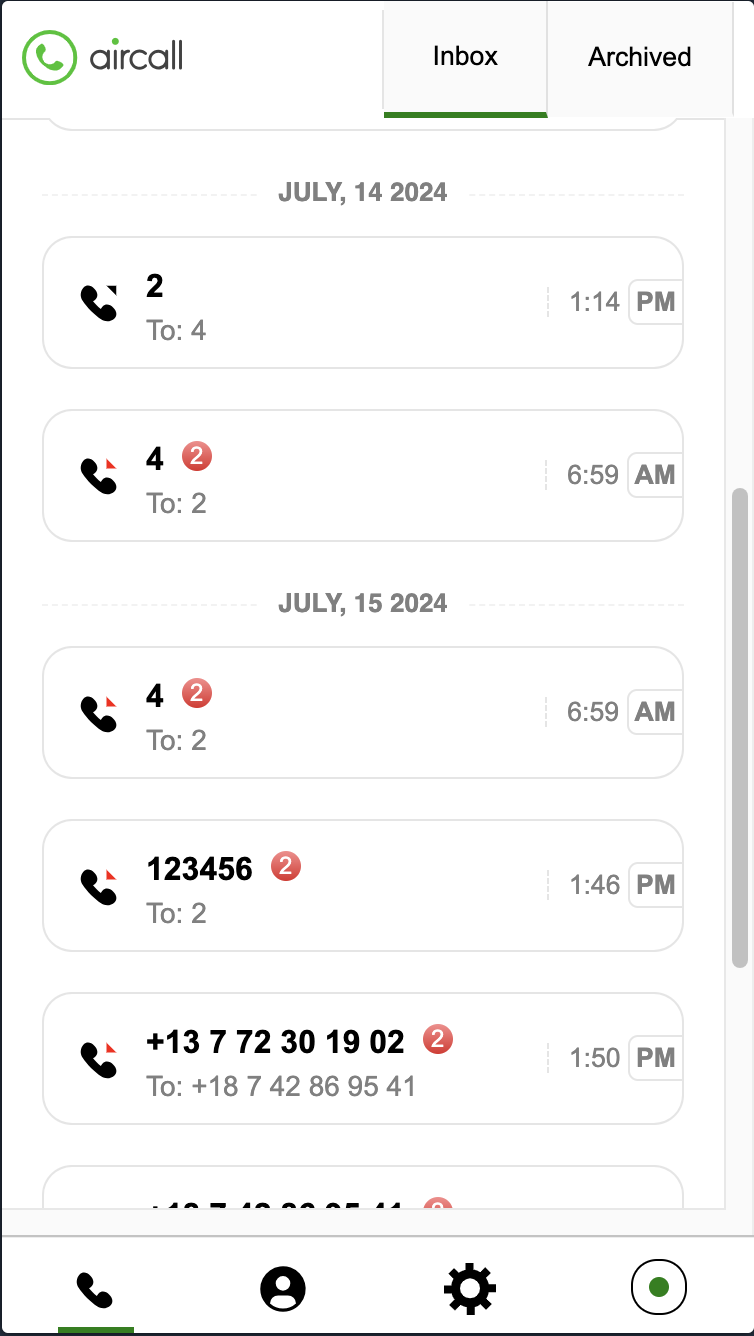 aircall
Inbox
Archived
JULY, 14 2024
2
To: 4
1:14 PM
4 2
To: 2
6:59 AM
JULY, 15 2024
4 2
To: 2
6:59 AM
123456 2
To: 2
1:46 PM
+13 7 72 30 19 02 2
To: +18 7 42 86 95 41
1:50 PM